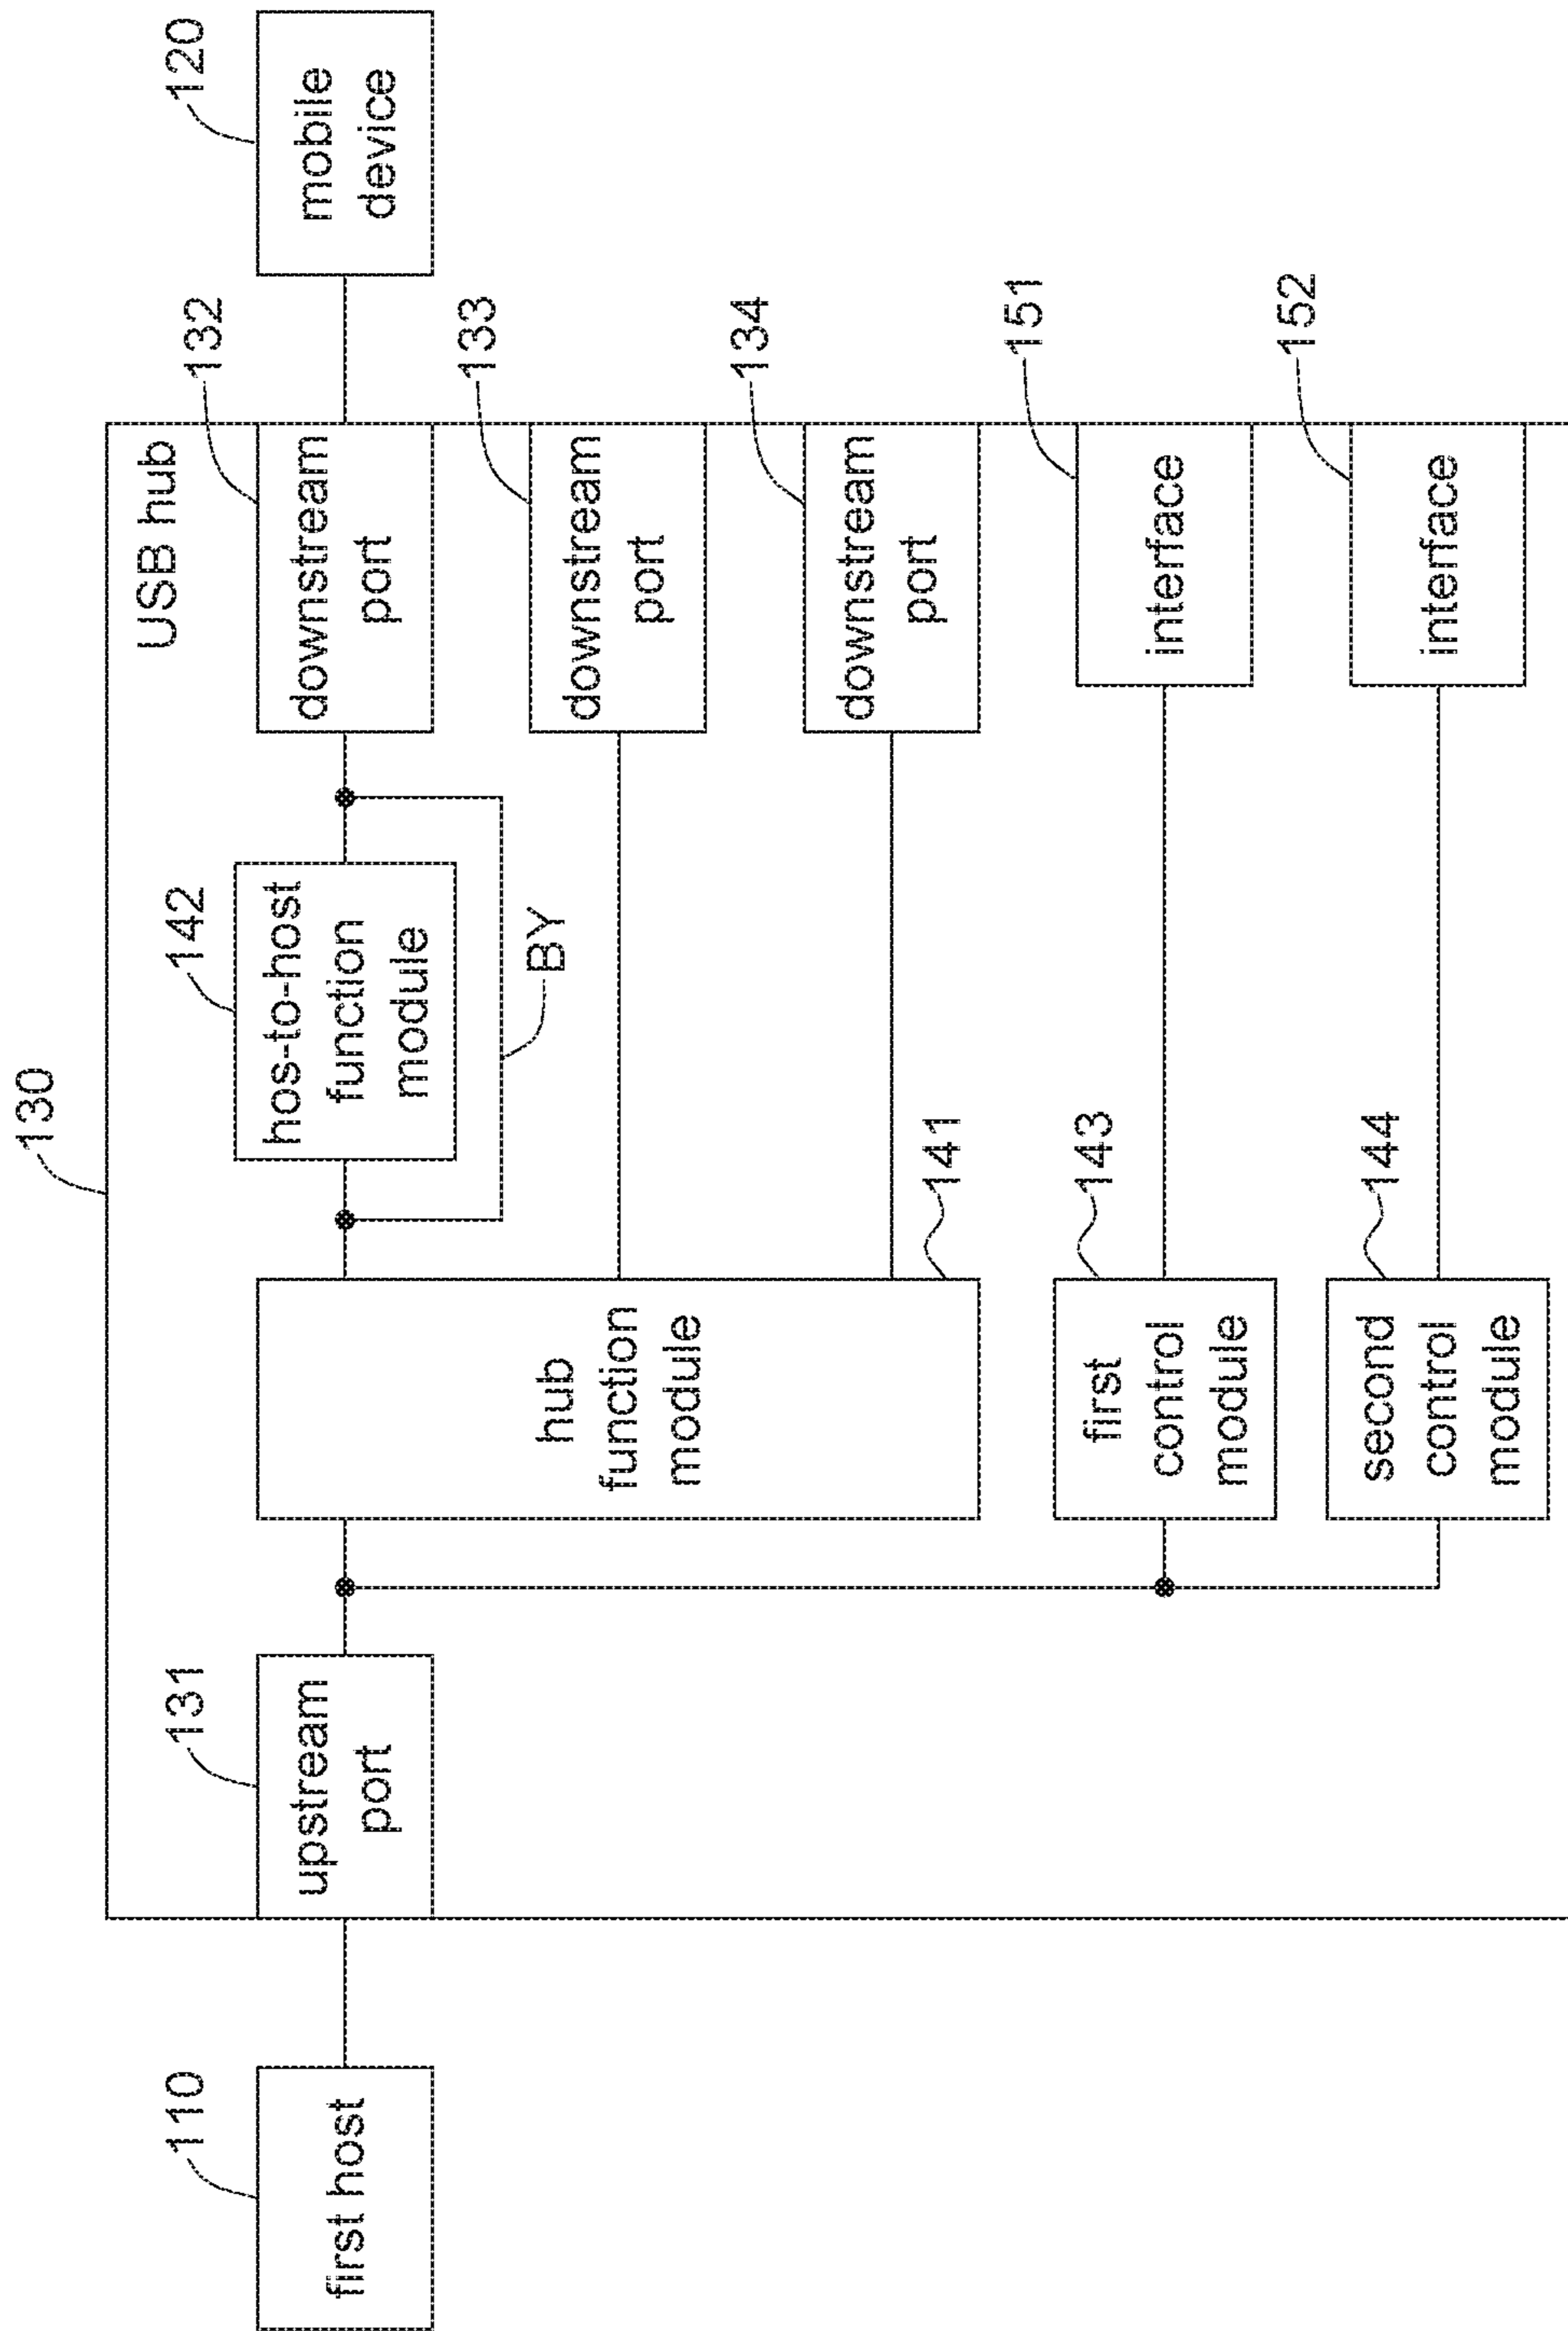 130
USB hub
110
first host
131
upstream
port
hub
function
module
141
142
hos-to-host
function
module
BY
132
downstream
port
120
mobile
device
133
downstream
port
134
downstream
port
143
first
control
module
151
interface
144
second
control
module
152
interface